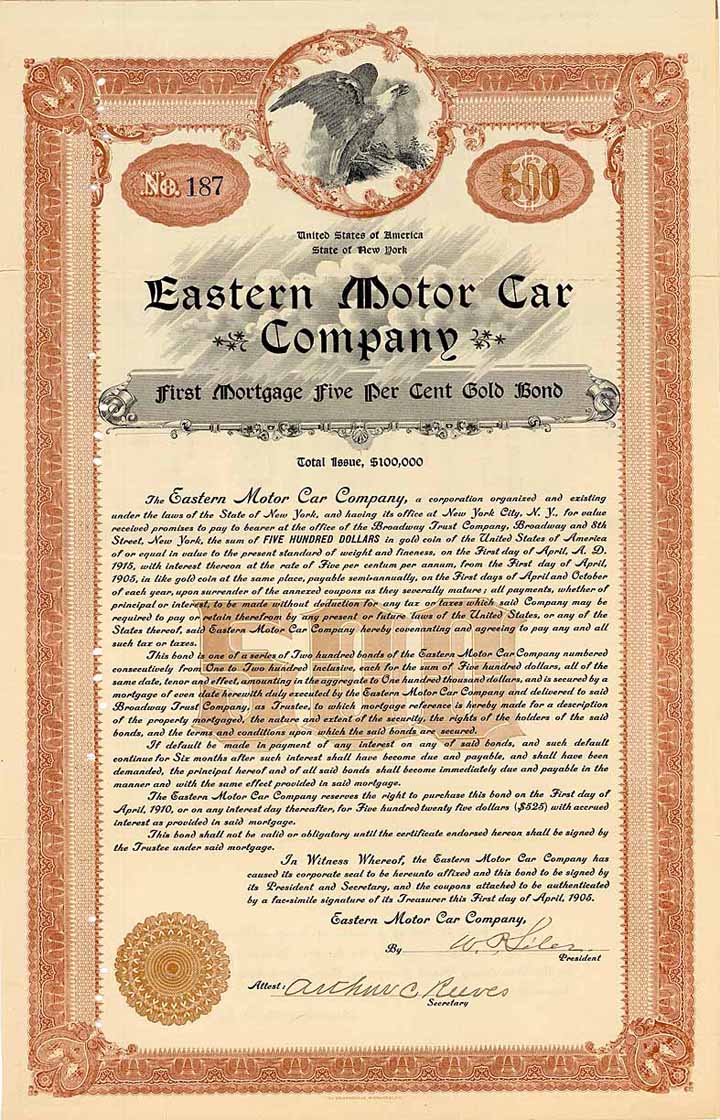 No. 187
500
United States of America
State of New York
Eastern Motor Car
Company
First Mortgage Five Per Cent Gold Bond
Total Issue, $100,000
The Eastern Motor Car Company, a corporation organized and existing
under the laws of the State of New York, and having its office at New York City, N. Y., for value
received promises to pay to bearer at the office of the Broadway Trust Company, Broadway and 8th
Street, New York, the sum of FIVE HUNDRED DOLLARS in gold coin of the United States of America
of or equal in value to the present standard of weight and fineness, on the First day of April, A. D.
1915, with interest thereon at the rate of Five per centum per annum, from the First day of April,
1905, in like gold coin at the same place, payable semi-annually, on the First days of April and October
of each year, upon surrender of the annexed coupons as they severally mature; all payments, whether of
principal or interest, to be made without deduction for any tax or taxes which said Company may be
required to pay or retain therefrom by any present or future laws of the United States, or any of the
States thereof, said Eastern Motor Car Company hereby covenanting and agreeing to pay any and all
such tax or taxes.
This bond is one of a series of Two hundred bonds of the Eastern Motor Car Company numbered
consecutively from One to Two hundred inclusive, each for the sum of Five hundred dollars, all of the
same date, tenor and effect, amounting in the aggregate to One hundred thousand dollars, and is secured by a
mortgage of even date herewith duly executed by the Eastern Motor Car Company and delivered to said
Broadway Trust Company, as Trustee, to which mortgage reference is hereby made for a description
of the property mortgaged, the nature and extent of the security, the rights of the holders of the said
bonds, and the terms and conditions upon which the said bonds are secured.
If default be made in payment of any interest on any of said bonds, and such default
continue for Six months after such interest shall have become due and payable, and shall have been
demanded, the principal hereof and of all said bonds shall become immediately due and payable in the
manner and with the same effect provided in said mortgage.
The Eastern Motor Car Company reserves the right to purchase this bond on the First day of
April, 1910, or on any interest day thereafter, for Five hundred twenty five dollars ($525) with accrued
interest as provided in said mortgage.
This bond shall not be valid or obligatory until the certificate endorsed hereon shall be signed by
the Trustee under said mortgage.
In Witness Whereof, the Eastern Motor Car Company has
caused its corporate seal to be hereunto affixed and this bond to be signed by
its President and Secretary, and the coupons attached to be authenticated
by a fac-simile signature of its Treasurer this First day of April, 1905.
Eastern Motor Car Company,
By
President
Attest: Arthur C. Reeves
Secretary